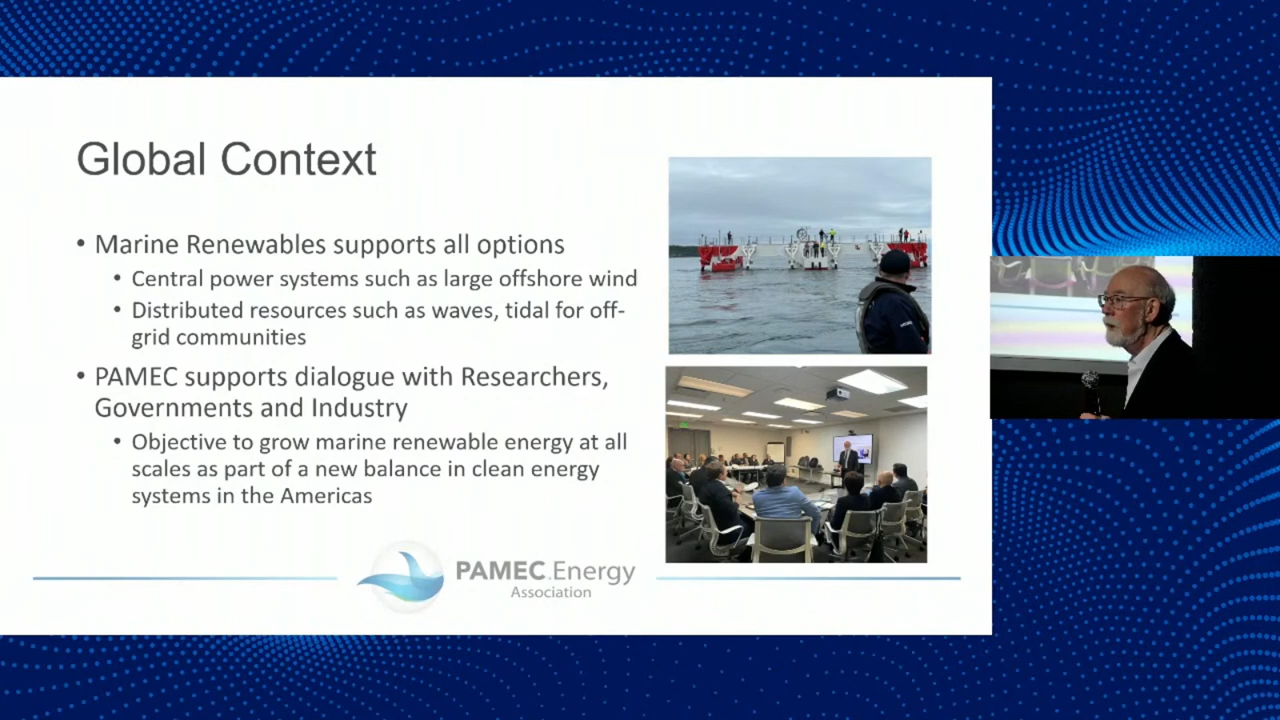 Global Context
• Marine Renewables supports all options
• Central power systems such as large offshore wind
• Distributed resources such as waves, tidal for off-
grid communities
• PAMEC supports dialogue with Researchers,
Governments and Industry
• Objective to grow marine renewable energy at all
scales as part of a new balance in clean energy
systems in the Americas
PAMEC.Energy
Association